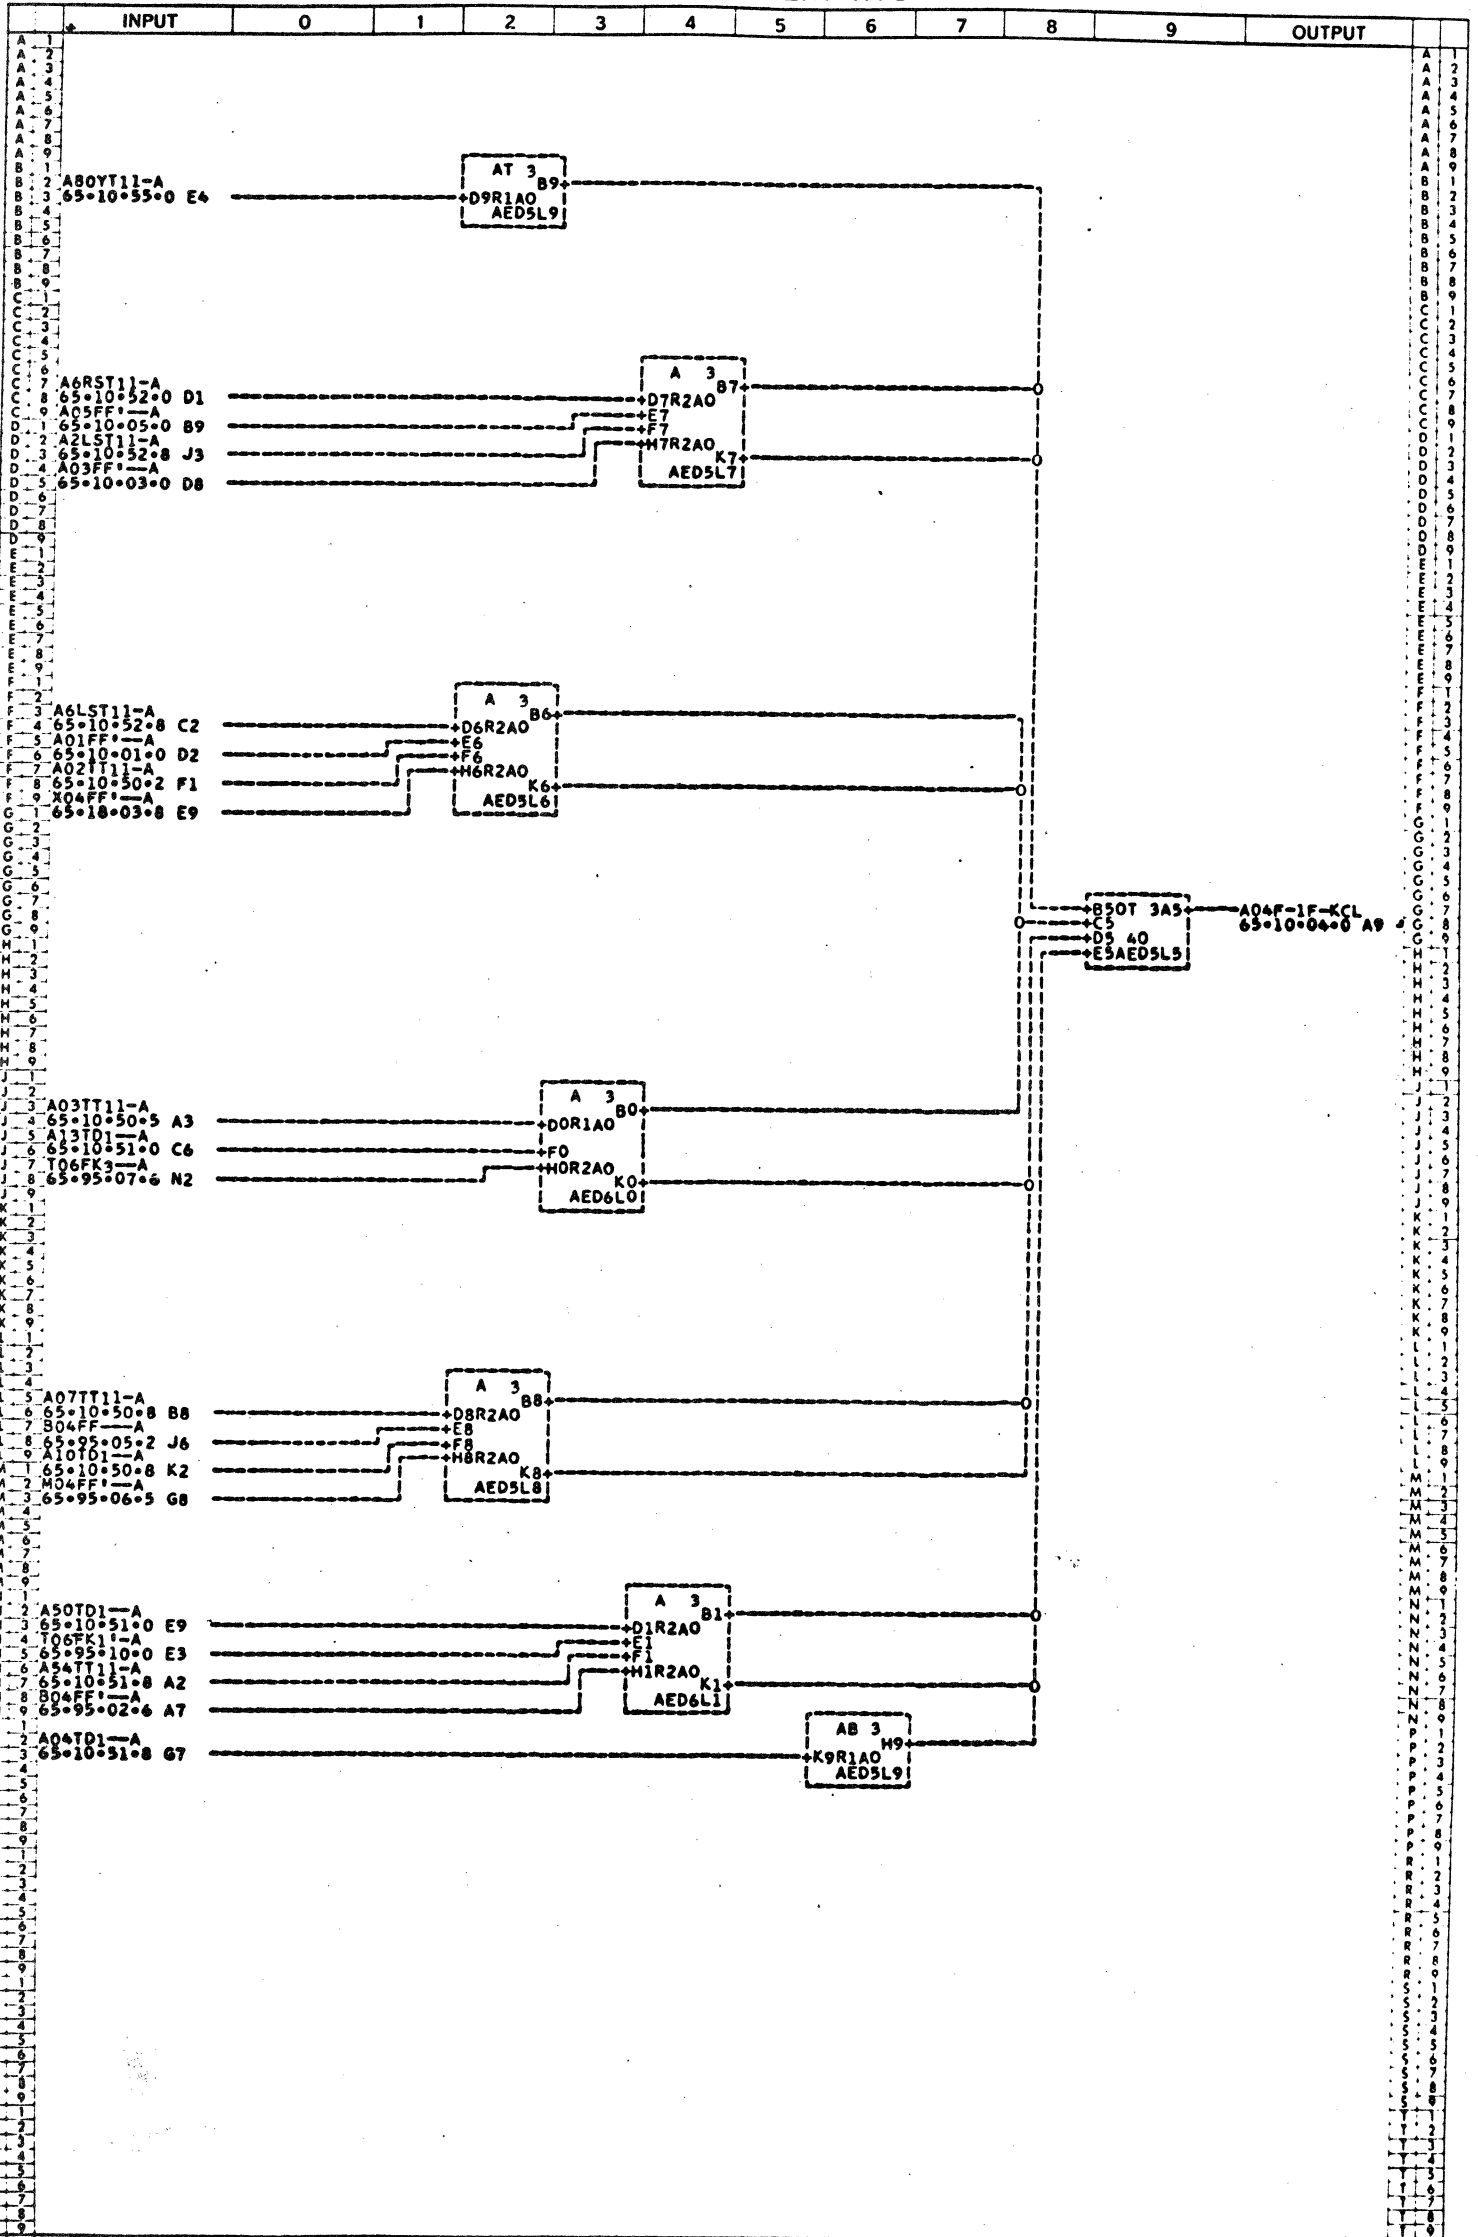 INPUT 0 1 2 3 4 5 6 7 8 9 OUTPUT
A80YT11-A
65•10•55•0 E4
AT 3
B9
D9R1A0
AED5L9
A6RST11-A
65•10•52•0 D1
A05FF'—A
65•10•05•0 B9
A2LST11-A
65•10•52•8 J3
A03FF'—A
65•10•03•0 D8
A 3
B7
D7R2A0
E7
F7
H7R2A0
K7
AED5L7
A6LST11-A
65•10•52•8 C2
A01FF'—A
65•10•01•0 D2
A02TT11-A
65•10•50•2 F1
X04FF'—A
65•18•03•8 E9
A 3
B6
D6R2A0
E6
F6
H6R2A0
K6
AED5L6
B5OT 3A5
C5
D5 40
E5AED5L5
A04F-1F-KCL
65•10•04•0 A9
A03TT11-A
65•10•50•5 A3
A13TD1—A
65•10•51•0 C6
T06FK3—A
65•95•07•6 N2
A 3
B0
D0R1A0
F0
H0R2A0
K0
AED6L0
A07TT11-A
65•10•50•8 B8
B04FF—A
65•95•05•2 J6
A10TD1—A
65•10•50•8 K2
M04FF'—A
65•95•06•5 G8
A 3
B8
D8R2A0
E8
F8
H8R2A0
K8
AED5L8
A50TD1—A
65•10•51•0 E9
T06FK1'-A
65•95•10•0 E3
A54TT11-A
65•10•51•8 A2
B04FF'—A
65•95•02•6 A7
A 3
B1
D1R2A0
E1
F1
H1R2A0
K1
AED6L1
A04TD1—A
65•10•51•8 G7
AB 3
H9
K9R1A0
AED5L9